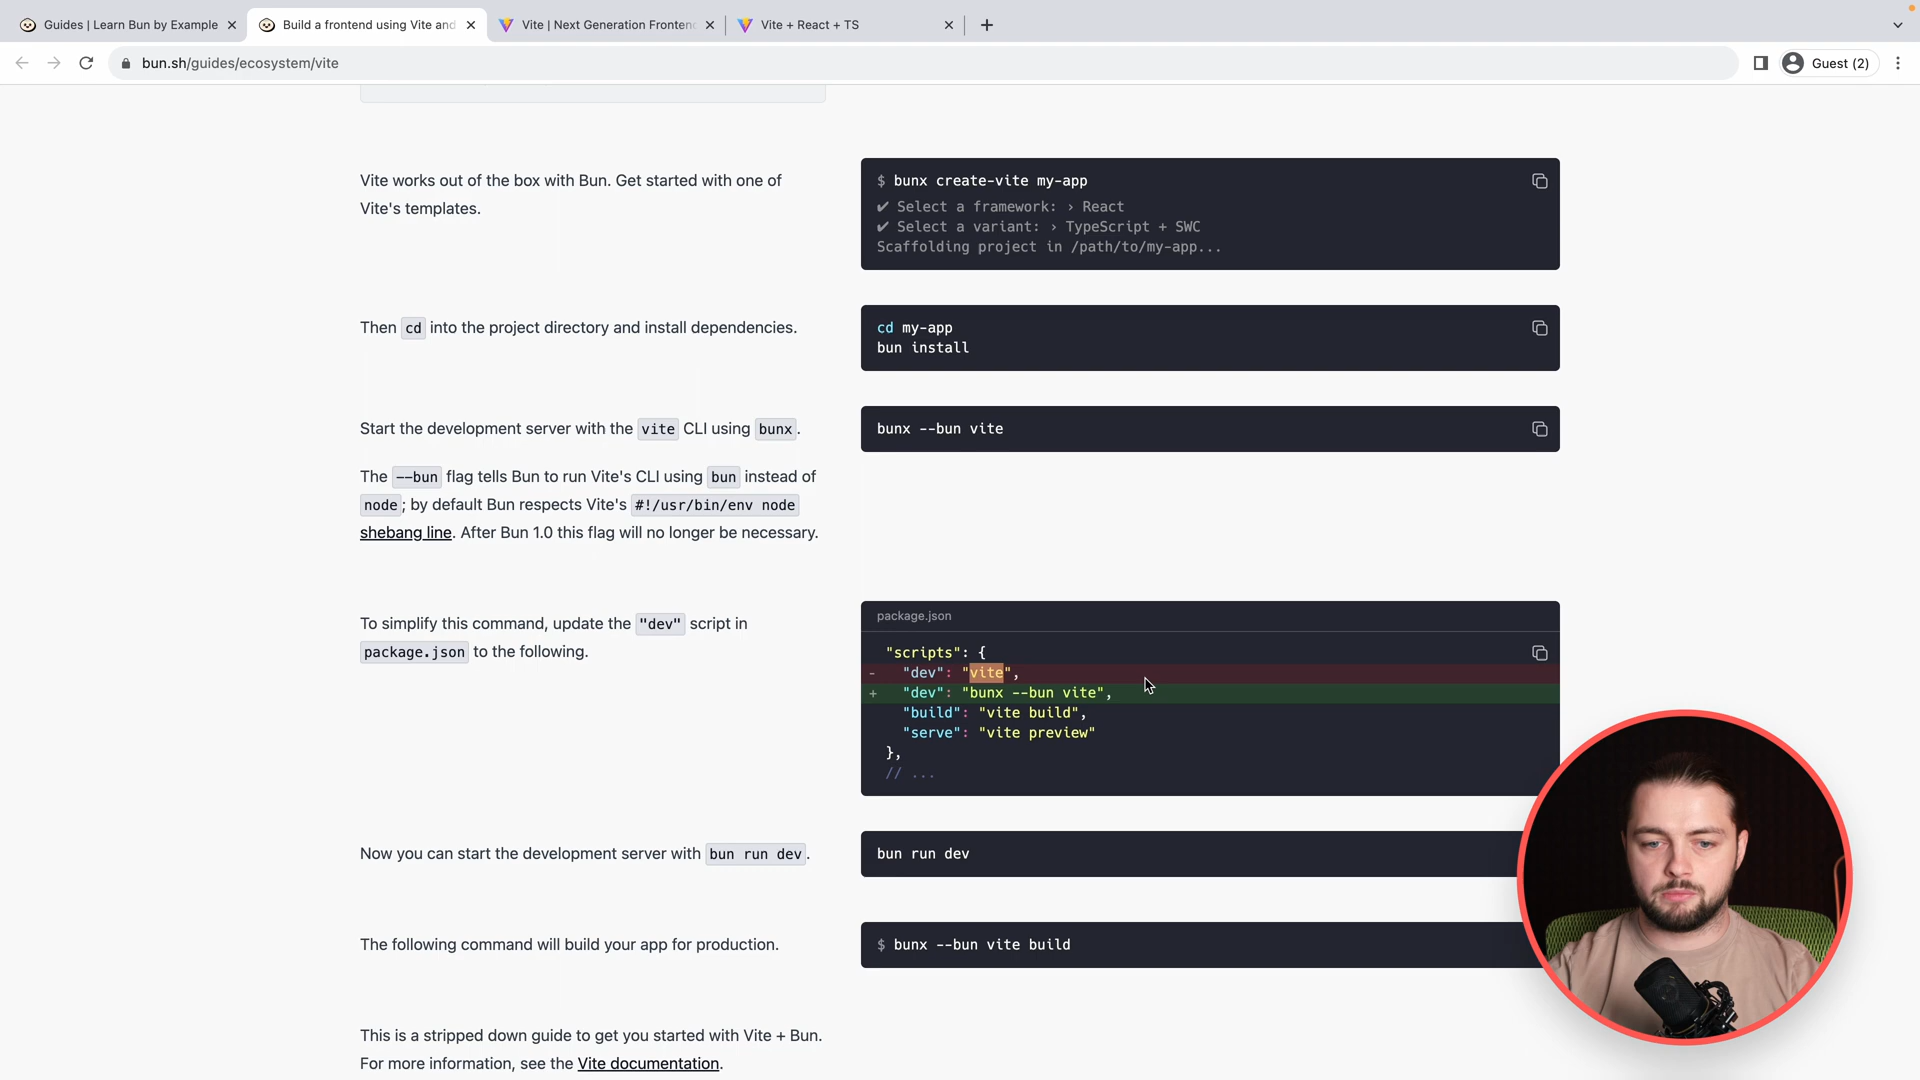 Guides | Learn Bun by Example
Build a frontend using Vite and
Vite | Next Generation Fronten
Vite + React + TS
bun.sh/guides/ecosystem/vite
Guest (2)
Vite works out of the box with Bun. Get started with one of
Vite's templates.
$ bunx create-vite my-app
✔ Select a framework: › React
✔ Select a variant: › TypeScript + SWC
Scaffolding project in /path/to/my-app...
Then cd into the project directory and install dependencies.
cd my-app
bun install
Start the development server with the vite CLI using bunx.
bunx --bun vite
The --bun flag tells Bun to run Vite's CLI using bun instead of
node; by default Bun respects Vite's #!/usr/bin/env node
shebang line. After Bun 1.0 this flag will no longer be necessary.
To simplify this command, update the "dev" script in
package.json to the following.
package.json
"scripts": {
- "dev": "vite",
+ "dev": "bunx --bun vite",
"build": "vite build",
"serve": "vite preview"
},
// ...
Now you can start the development server with bun run dev.
bun run dev
The following command will build your app for production.
$ bunx --bun vite build
This is a stripped down guide to get you started with Vite + Bun.
For more information, see the Vite documentation.